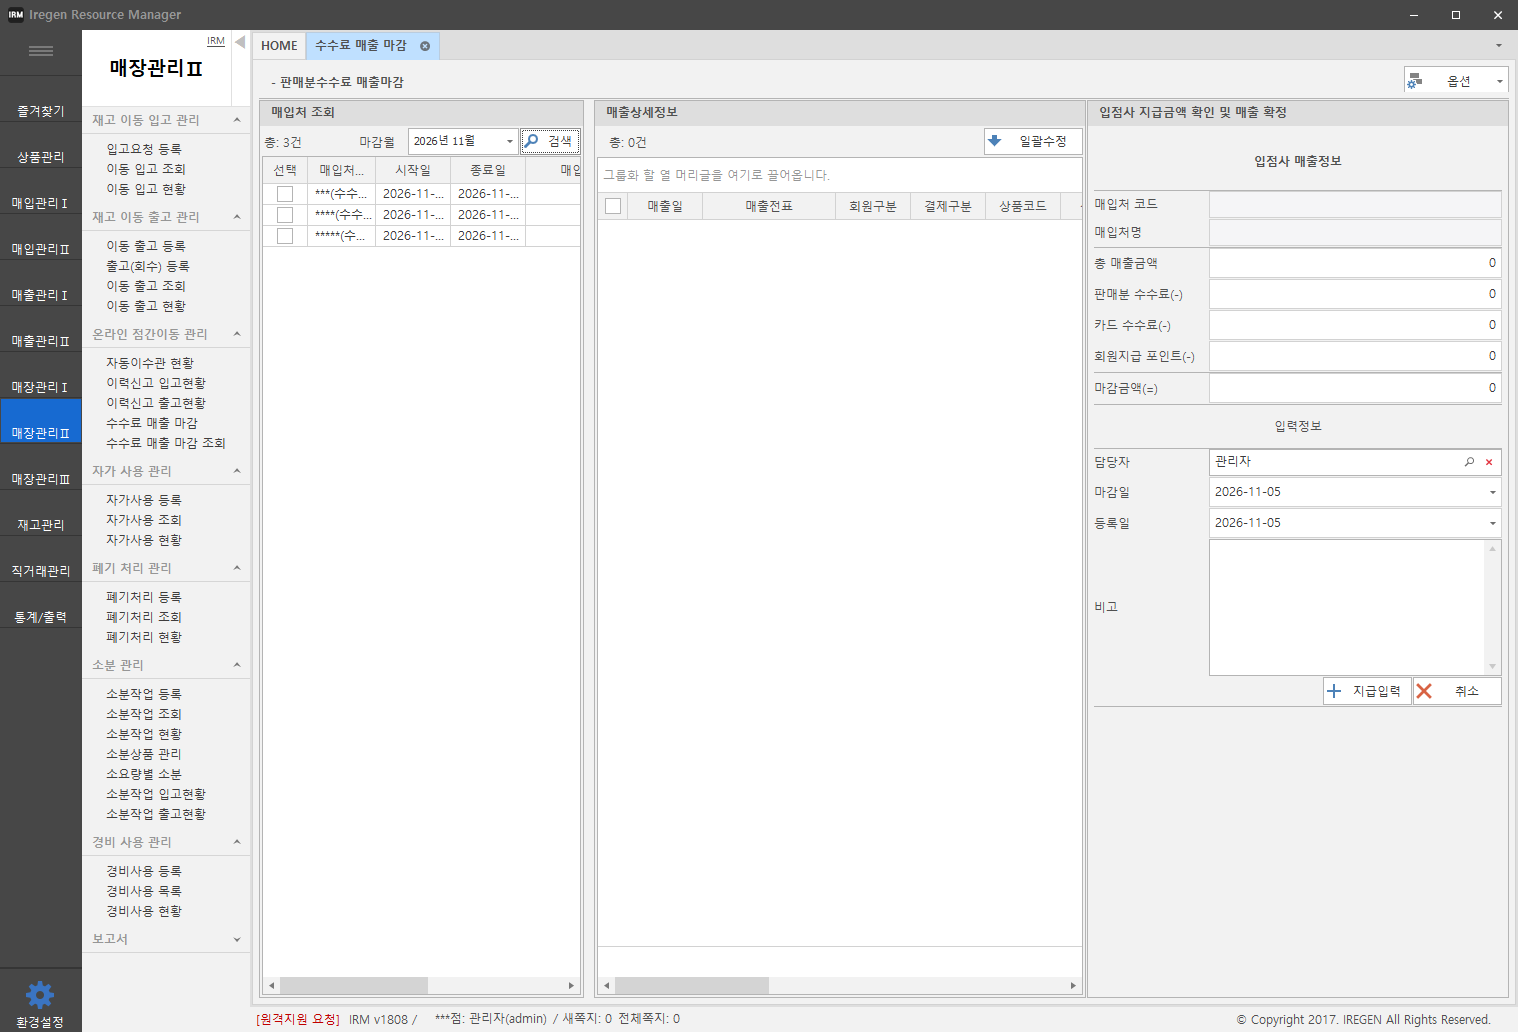 IRM Iregen Resource Manager
즐겨찾기
상품관리
매입관리Ⅰ
매입관리Ⅱ
매출관리Ⅰ
매출관리Ⅱ
매장관리Ⅰ
매장관리Ⅱ
매장관리Ⅲ
재고관리
직거래관리
통계/출력
환경설정
IRM
매장관리Ⅱ
재고 이동 입고 관리
입고요청 등록
이동 입고 조회
이동 입고 현황
재고 이동 출고 관리
이동 출고 등록
출고(회수) 등록
이동 출고 조회
이동 출고 현황
온라인 점간이동 관리
자동이수관 현황
이력신고 입고현황
이력신고 출고현황
수수료 매출 마감
수수료 매출 마감 조회
자가 사용 관리
자가사용 등록
자가사용 조회
자가사용 현황
폐기 처리 관리
폐기처리 등록
폐기처리 조회
폐기처리 현황
소분 관리
소분작업 등록
소분작업 조회
소분작업 현황
소분상품 관리
소요량별 소분
소분작업 입고현황
소분작업 출고현황
경비 사용 관리
경비사용 등록
경비사용 목록
경비사용 현황
보고서
HOME 수수료 매출 마감
- 판매분수수료 매출마감
옵션
매입처 조회
총: 3건 마감월 2026년 11월 검색
선택 매입처... 시작일 종료일 매입
***(수수... 2026-11-... 2026-11-...
****(수수... 2026-11-... 2026-11-...
*****(수... 2026-11-... 2026-11-...
매출상세정보
총: 0건 일괄수정
그룹화 할 열 머리글을 여기로 끌어옵니다.
매출일 매출전표 회원구분 결제구분 상품코드
입점사 지급금액 확인 및 매출 확정
입점사 매출정보
매입처 코드
매입처명
총 매출금액 0
판매분 수수료(-) 0
카드 수수료(-) 0
회원지급 포인트(-) 0
마감금액(=) 0
입력정보
담당자 관리자
마감일 2026-11-05
등록일 2026-11-05
비고
지급입력 취소
[원격지원 요청] IRM v1808 / ***점: 관리자(admin) / 새쪽지: 0 전체쪽지: 0
© Copyright 2017. IREGEN All Rights Reserved.